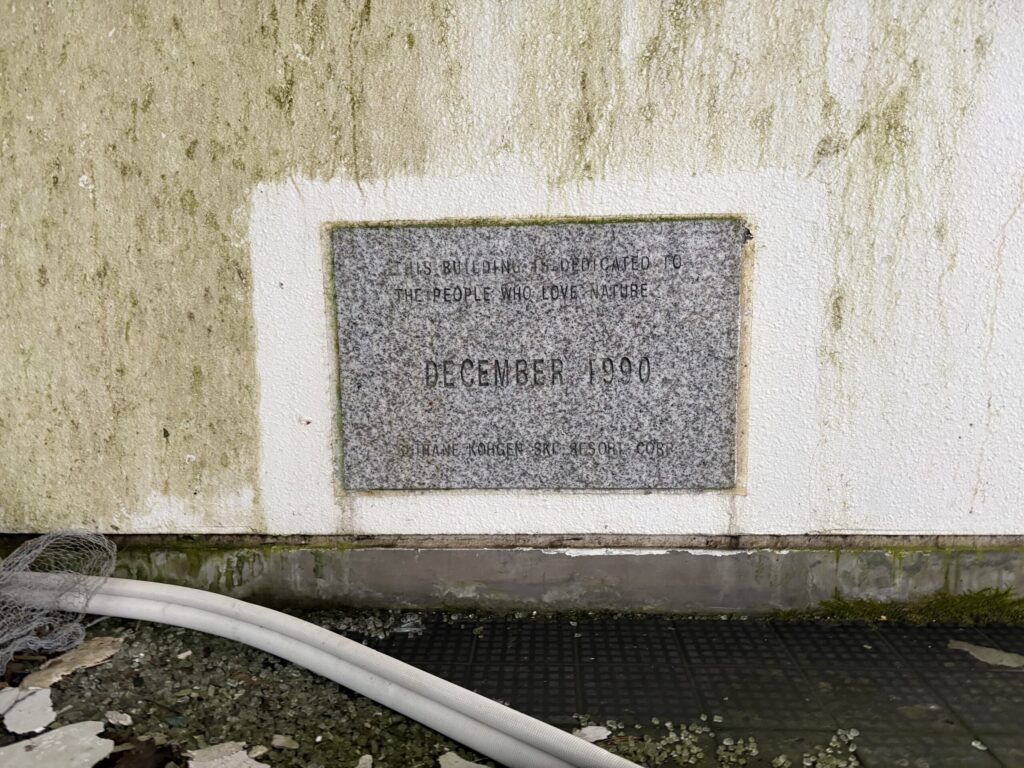 THIS BUILDING IS DEDICATED TO
THE PEOPLE WHO LOVE NATURE.
DECEMBER 1990
KOHGEN SKI RESORT CORP.